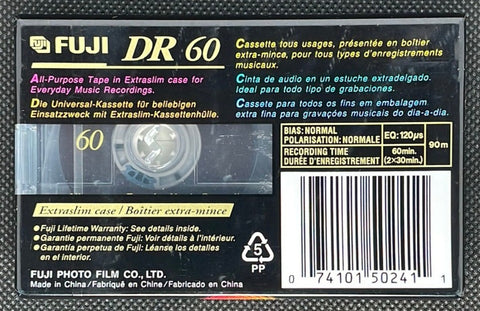 FUJI DR 60
All-Purpose Tape in Extraslim case for
Everyday Music Recordings.
Die Universal-Kassette für beliebigen
Einsatzzweck mit Extraslim-Kassettenhülle.
Cassette tous usages, présentée en boîtier
extra-mince, pour tous types d'enregistrements
musicaux.
Cinta de audio en un estuche extradelgado.
Ideal para todo tipo de grabaciones.
Cassete para todos os fins em embalagem
extra fina para gravações musicais do dia-a-dia.
60
BIAS: NORMAL
POLARISATION: NORMALE
EQ: 120µs
90m
RECORDING TIME
DURÉE D'ENREGISTREMENT
60min.
(2×30min.)
Extraslim case / Boîtier extra-mince
●Fuji Lifetime Warranty: See details inside.
●Garantie permanente Fuji: Voir détails à l'intérieur.
●Garantía perpetua de Fuji: Léanse los detalles
en el interior.
FUJI PHOTO FILM CO., LTD.
Made in China / Fabriqué en Chine / Fabricado en China
5
PP
0 74101 50241 1